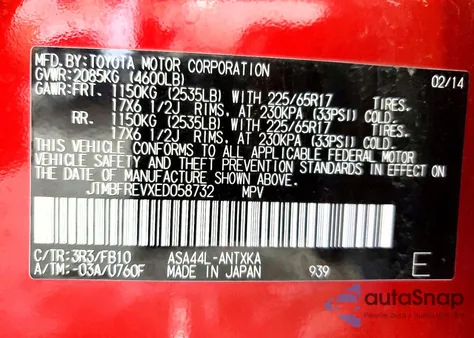 MFD.BY:TOYOTA MOTOR CORPORATION 02/14
GVWR:2085KG (4600LB)
GAWR:FRT. 1150KG (2535LB) WITH 225/65R17 TIRES,
17X6 1/2J RIMS, AT 230KPA (33PSI) COLD.
RR. 1150KG (2535LB) WITH 225/65R17 TIRES,
17X6 1/2J RIMS, AT 230KPA (33PSI) COLD.
THIS VEHICLE CONFORMS TO ALL APPLICABLE FEDERAL MOTOR
VEHICLE SAFETY AND THEFT PREVENTION STANDARDS IN EFFECT ON
THE DATE OF MANUFACTURE SHOWN ABOVE.
JTMBFREVXED058732 MPV
C/TR:3R3/FB10 ASA44L-ANTXKA
A/TM:-03A/U760F MADE IN JAPAN 939 E
autaSnap